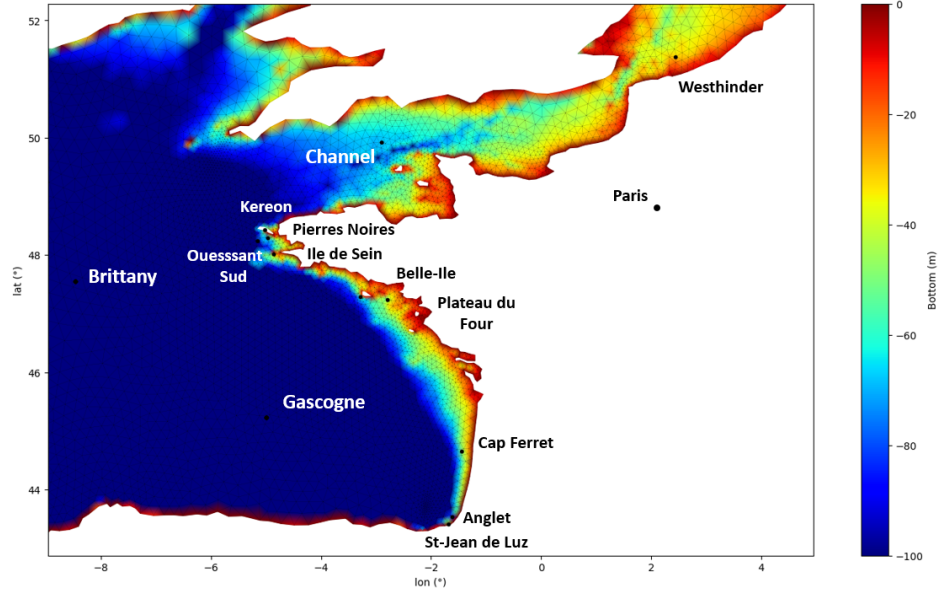 52
50
48
46
44
lat (°)
−8
−6
−4
−2
0
2
4
lon (°)
Westhinder
Channel
Paris
Kereon
Pierres Noires
Ouesssant
Sud
Ile de Sein
Brittany
Belle-Ile
Plateau du
Four
Gascogne
Cap Ferret
Anglet
St-Jean de Luz
0
−20
−40
−60
−80
−100
Bottom (m)